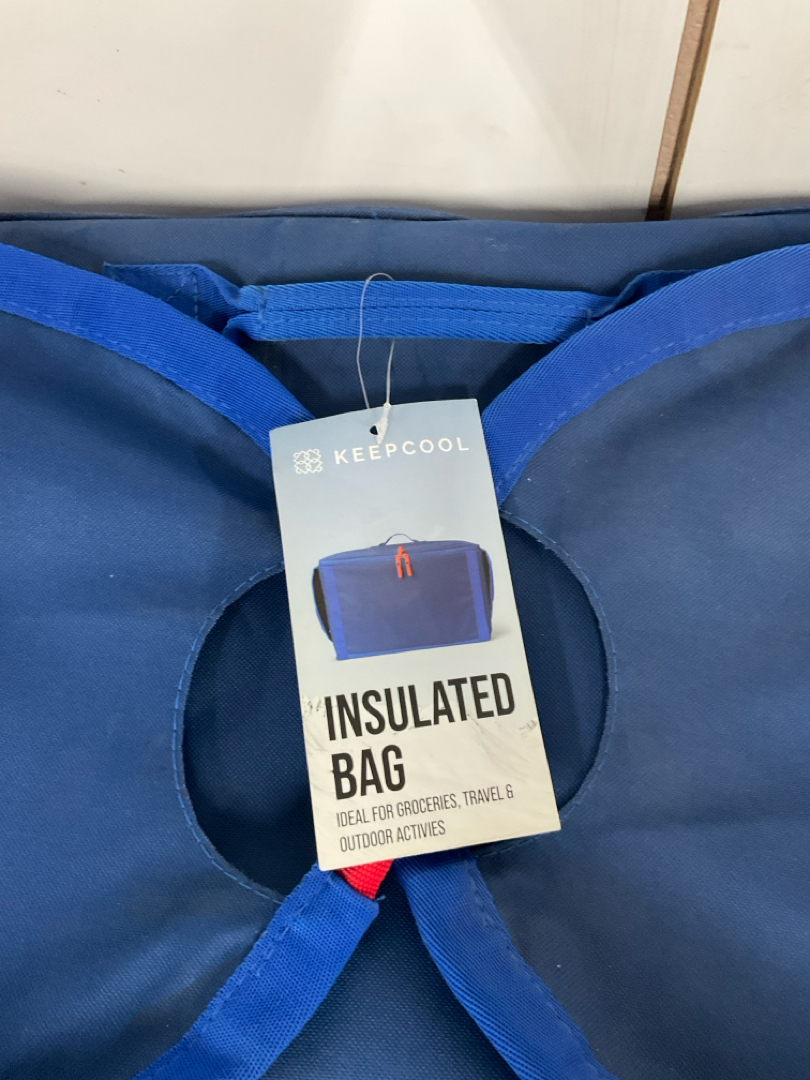 KEEPCOOL
INSULATED
BAG
IDEAL FOR GROCERIES, TRAVEL &
OUTDOOR ACTIVIES